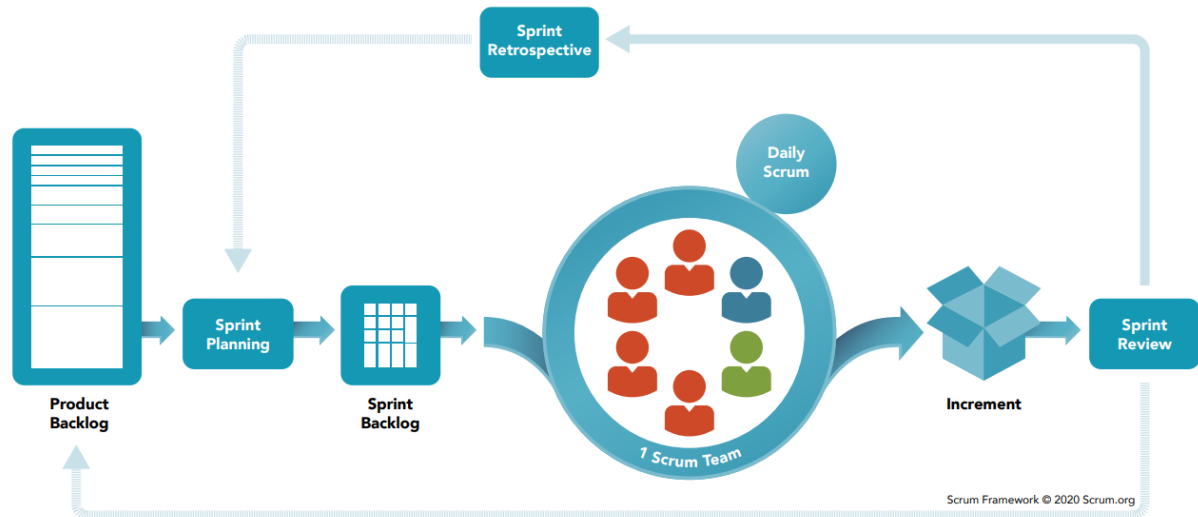 Sprint
Retrospective
Daily
Scrum
Sprint
Planning
Sprint
Review
Product
Backlog
Sprint
Backlog
Increment
1 Scrum Team
Scrum Framework © 2020 Scrum.org